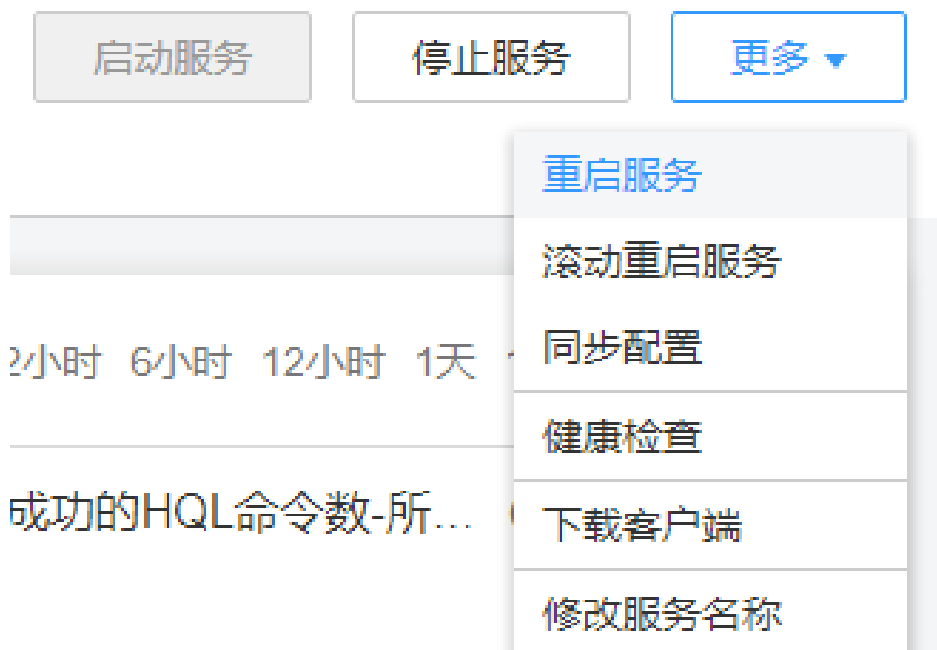 启动服务 停止服务 更多
重启服务
滚动重启服务
2小时 6小时 12小时 1天
同步配置
健康检查
成功的HQL命令数-所...
下载客户端
修改服务名称